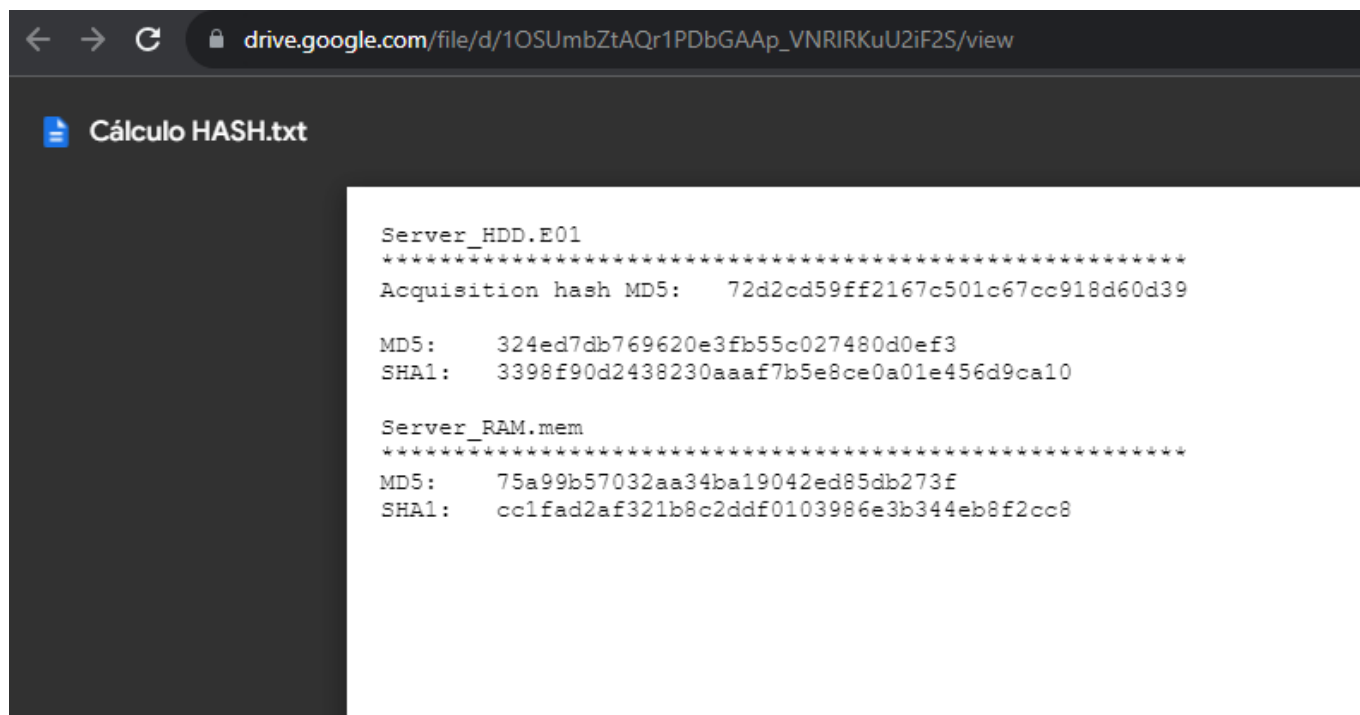 drive.google.com/file/d/1OSUmbZtAQr1PDbGAAp_VNRIRKuU2iF2S/view
Cálculo HASH.txt
Server_HDD.E01
********************************************************
Acquisition hash MD5: 72d2cd59ff2167c501c67cc918d60d39
MD5: 324ed7db769620e3fb55c027480d0ef3
SHA1: 3398f90d2438230aaaf7b5e8ce0a01e456d9ca10
Server_RAM.mem
********************************************************
MD5: 75a99b57032aa34ba19042ed85db273f
SHA1: cc1fad2af321b8c2ddf0103986e3b344eb8f2cc8